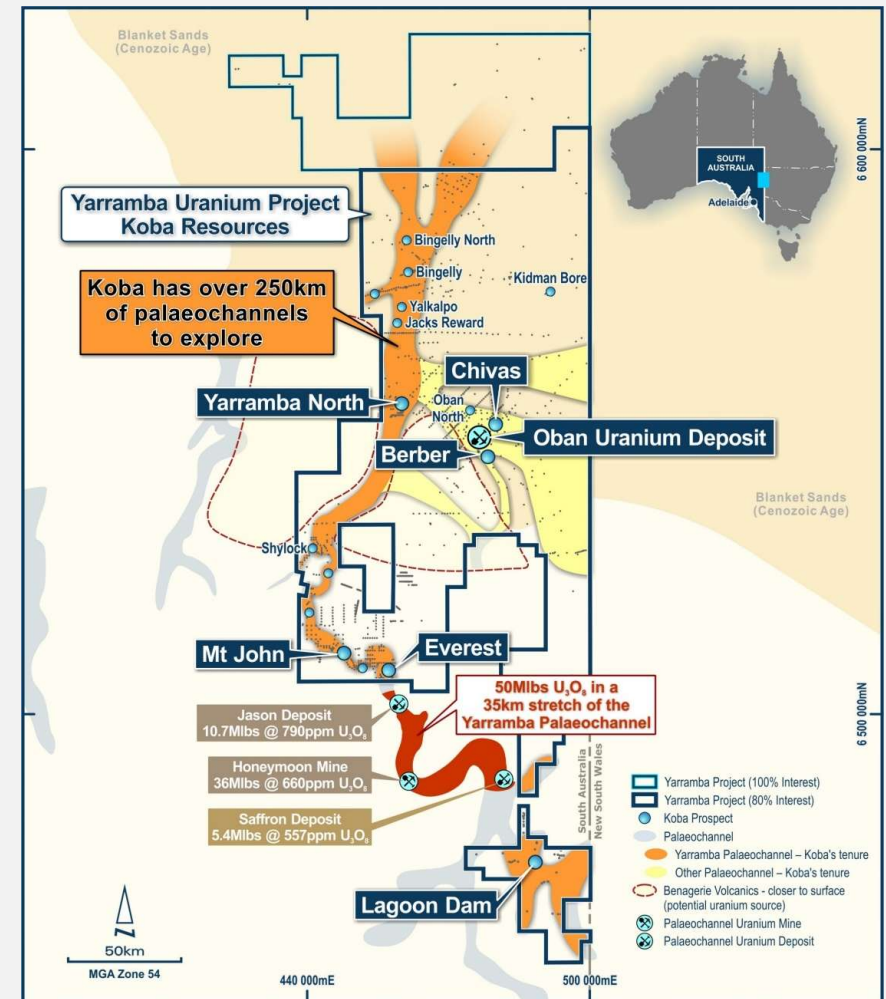 Blanket Sands
(Cenozoic Age)
SOUTH
AUSTRALIA
Adelaide
6 600 000mN
Yarramba Uranium Project
Koba Resources
Bingelly North
Bingelly
Kidman Bore
Koba has over 250km
of palaeochannels
to explore
Yalkalpo
Jacks Reward
Chivas
Yarramba North
Oban
North
Oban Uranium Deposit
Berber
Blanket Sands
(Cenozoic Age)
Shylock
Mt John
Everest
50Mlbs U₃O₈ in a
35km stretch of the
Yarramba Palaeochannel
Jason Deposit
10.7Mlbs @ 790ppm U₃O₈
6 500 000mN
Honeymoon Mine
36Mlbs @ 660ppm U₃O₈
Saffron Deposit
5.4Mlbs @ 557ppm U₃O₈
South Australia
New South Wales
Yarramba Project (100% Interest)
Yarramba Project (80% Interest)
Koba Prospect
Palaeochannel
Yarramba Palaeochannel – Koba's tenure
Other Palaeochannel – Koba's tenure
Benagerie Volcanics - closer to surface
(potential uranium source)
Palaeochannel Uranium Mine
Palaeochannel Uranium Deposit
Lagoon Dam
N
50km
MGA Zone 54
440 000mE
500 000mE